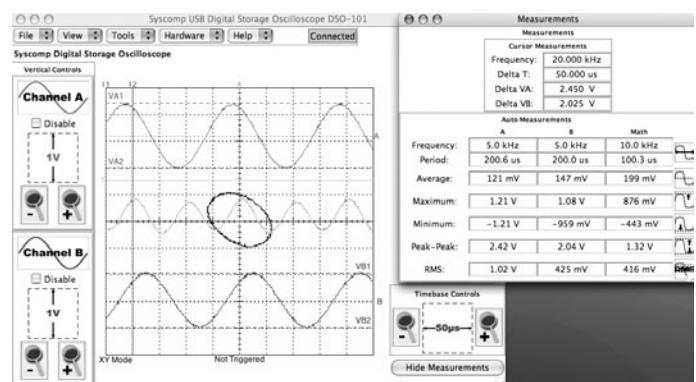 Syscomp USB Digital Storage Oscilloscope DSO-101
File View Tools Hardware Help Connected
Syscomp Digital Storage Oscilloscope
Vertical Controls
Channel A
Disable
1V
- +
Channel B
Disable
1V
- +
T1 T2
VA1
A
VA2
VB1
B
VB2
XY Mode Not Triggered
Measurements
Measurements
Cursor Measurements
Frequency: 20.000 kHz
Delta T: 50.000 us
Delta VA: 2.450 V
Delta VB: 2.025 V
Auto Measurements
A B Math
Frequency: 5.0 kHz 5.0 kHz 10.0 kHz
Period: 200.6 us 200.0 us 100.3 us
Average: 121 mV 147 mV 199 mV
Maximum: 1.21 V 1.08 V 876 mV
Minimum: -1.21 V -959 mV -443 mV
Peak-Peak: 2.42 V 2.04 V 1.32 V
RMS: 1.02 V 425 mV 416 mV
Timebase Controls
- 50µs +
Hide Measurements